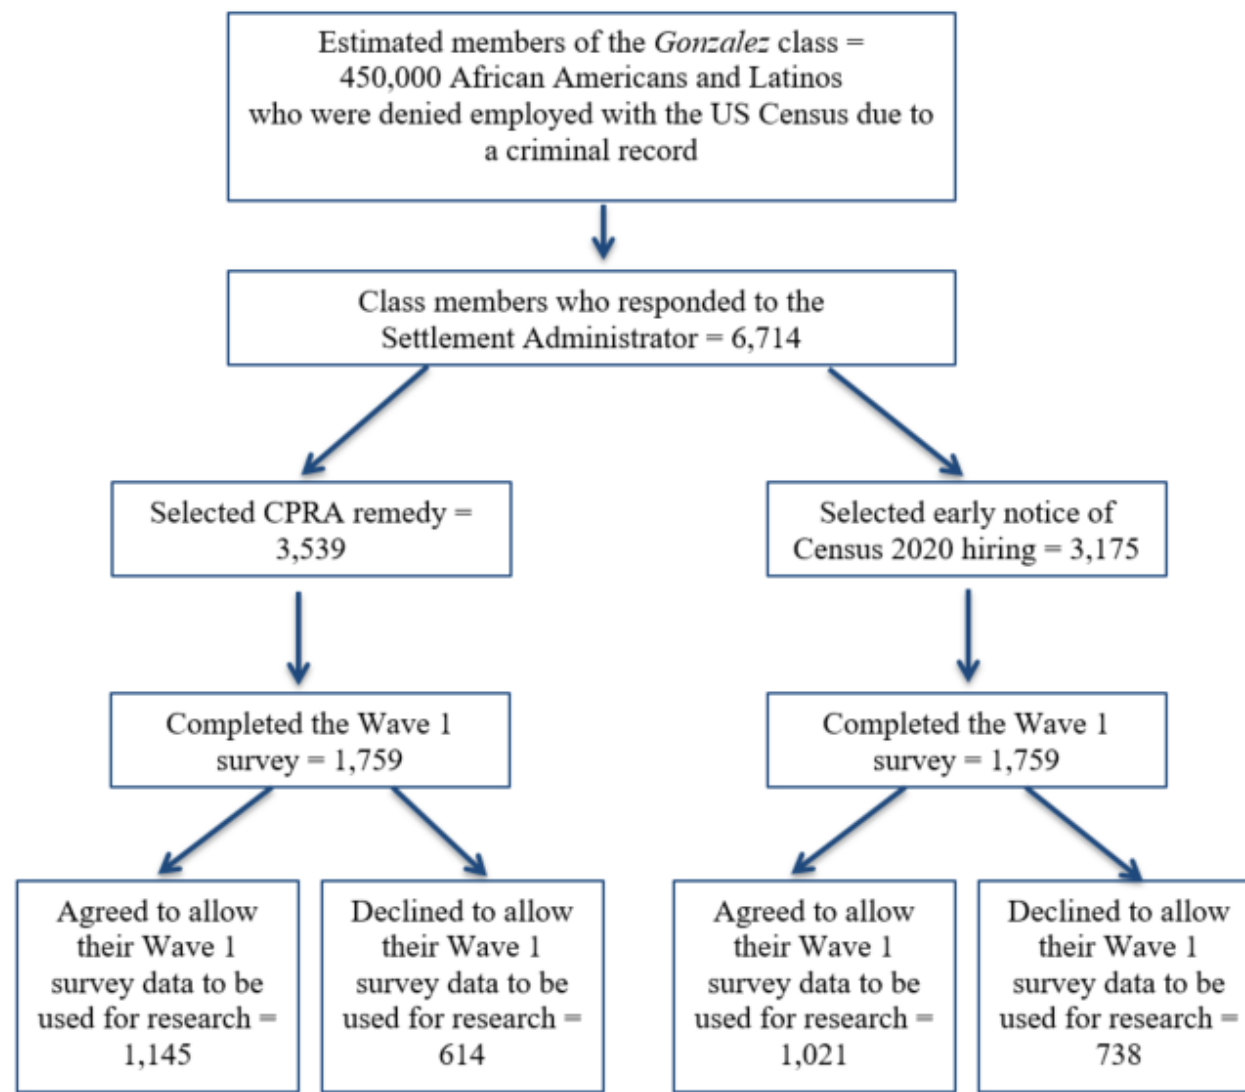 Estimated members of the Gonzalez class =
450,000 African Americans and Latinos
who were denied employed with the US Census due to
a criminal record
Class members who responded to the
Settlement Administrator = 6,714
Selected CPRA remedy =
3,539
Selected early notice of
Census 2020 hiring = 3,175
Completed the Wave 1
survey = 1,759
Completed the Wave 1
survey = 1,759
Agreed to allow
their Wave 1
survey data to be
used for research =
1,145
Declined to allow
their Wave 1
survey data to be
used for research =
614
Agreed to allow
their Wave 1
survey data to be
used for research =
1,021
Declined to allow
their Wave 1
survey data to be
used for research =
738